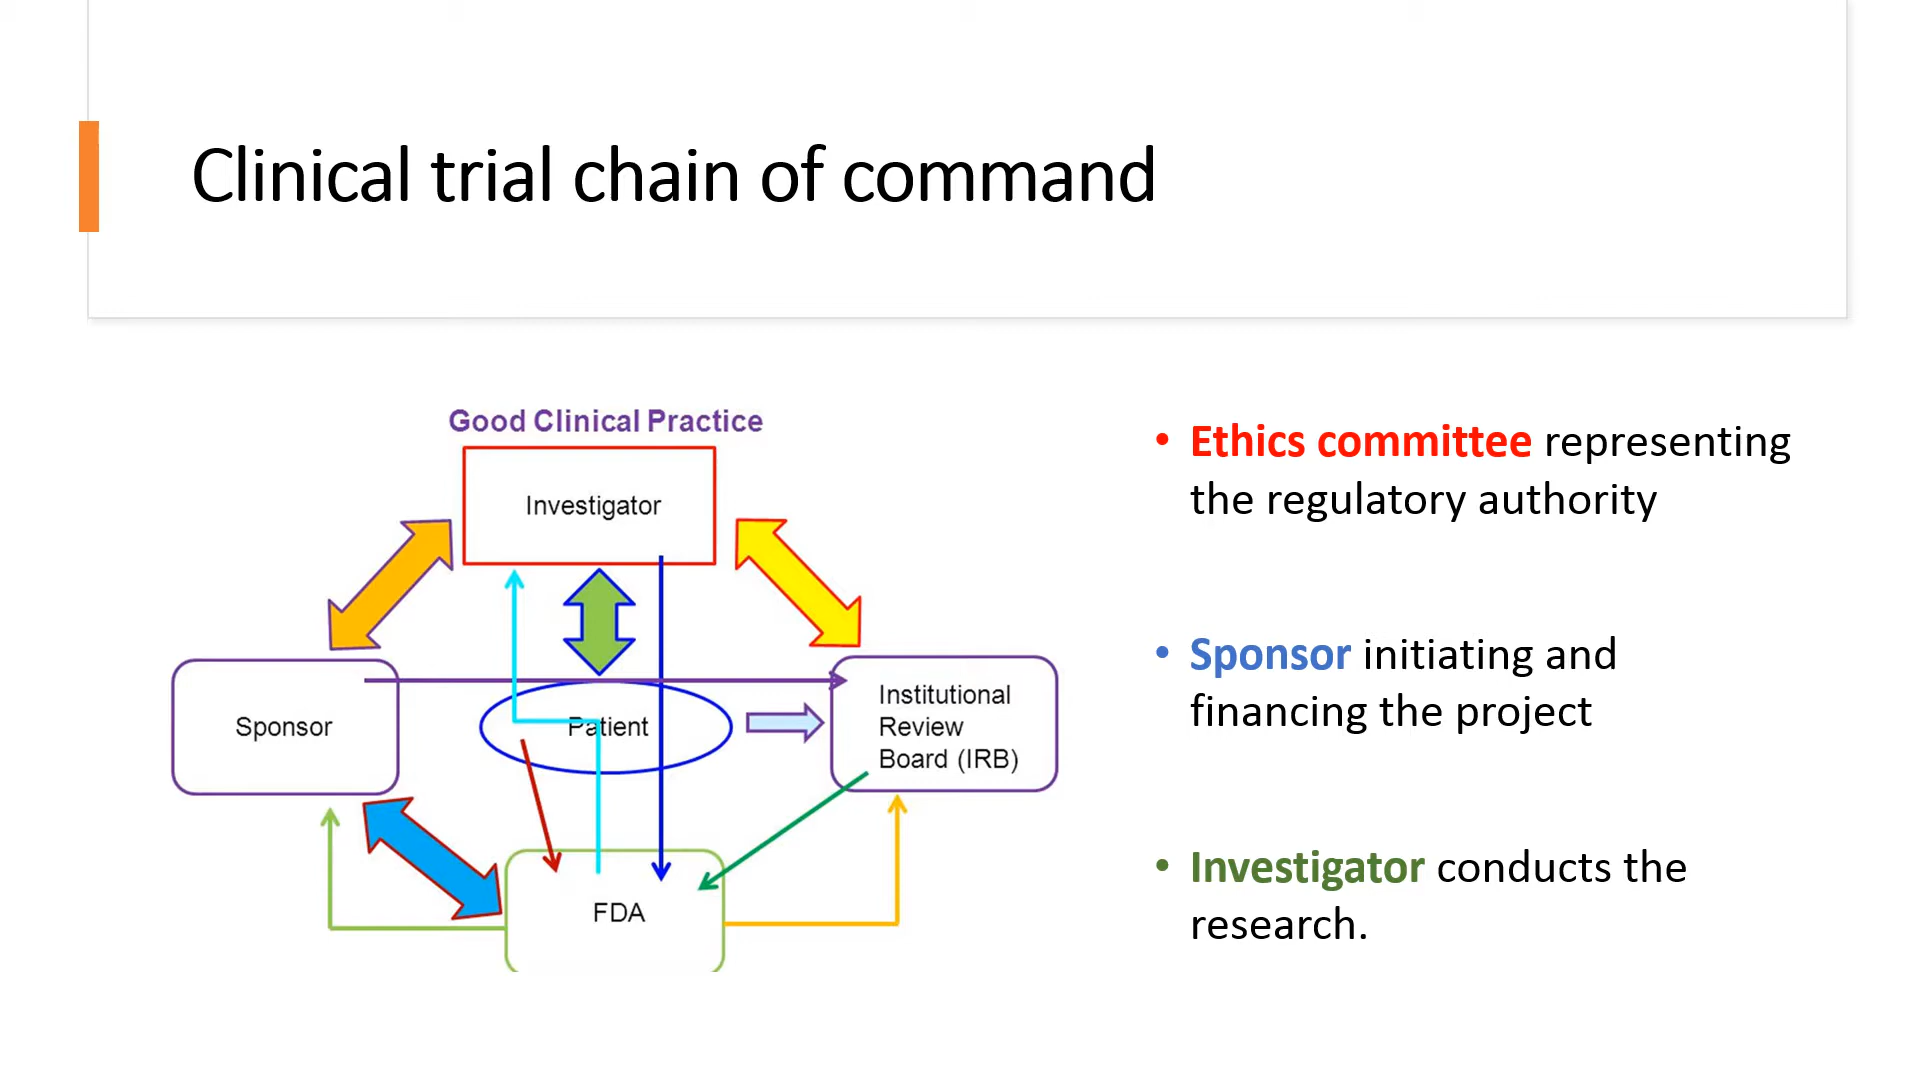 Clinical trial chain of command
Good Clinical Practice
Investigator
Sponsor
Patient
Institutional
Review
Board (IRB)
FDA
• Ethics committee representing
the regulatory authority
• Sponsor initiating and
financing the project
• Investigator conducts the
research.